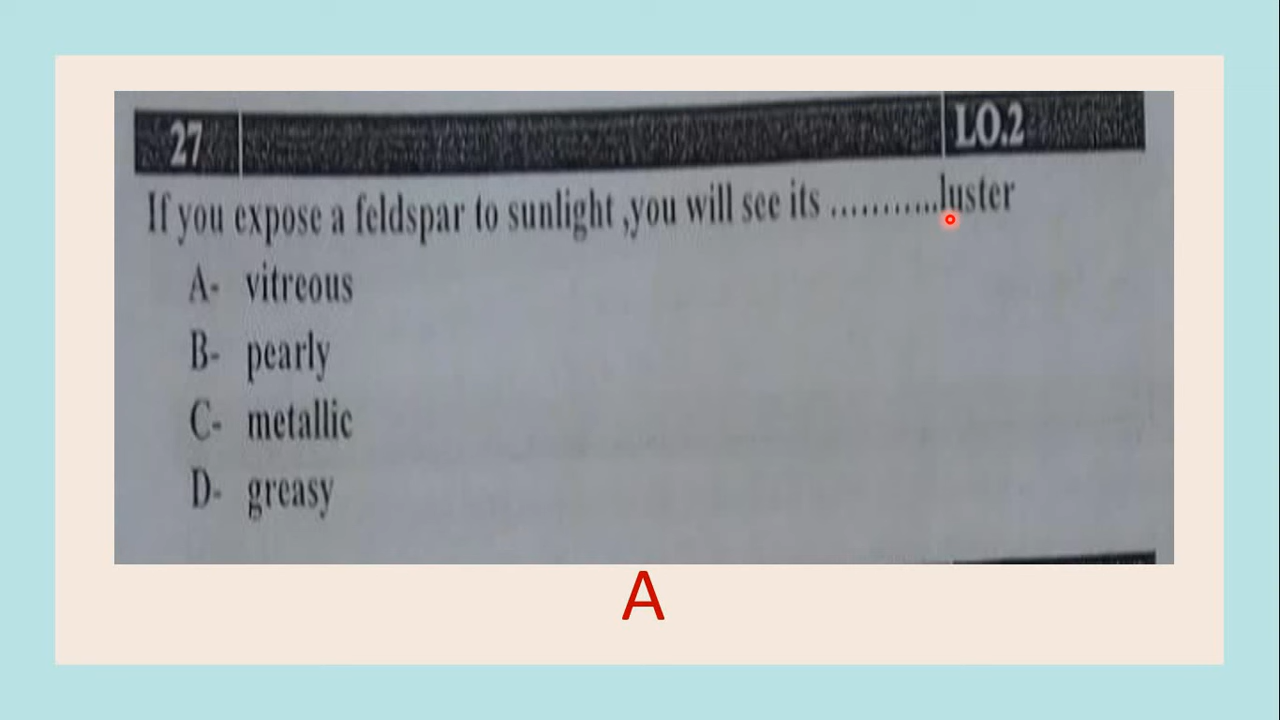 27 LO.2
If you expose a feldspar to sunlight ,you will see its ...........luster
A- vitreous
B- pearly
C- metallic
D- greasy
A